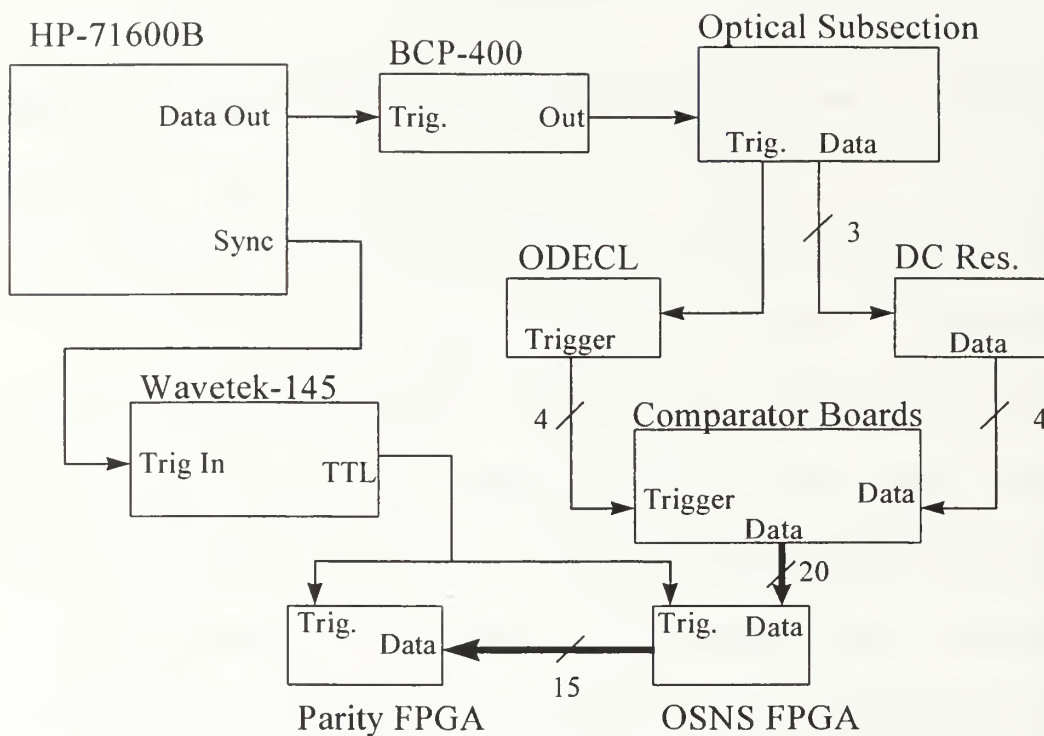 HP-71600B
Optical Subsection
BCP-400
Data Out
Trig.
Out
Trig.
Data
Sync
3
ODECL
DC Res.
Trigger
Data
Wavetek-145
4
Comparator Boards
4
Trig In
TTL
Trigger
Data
Data
20
Trig.
Data
Trig.
Data
15
Parity FPGA
OSNS FPGA